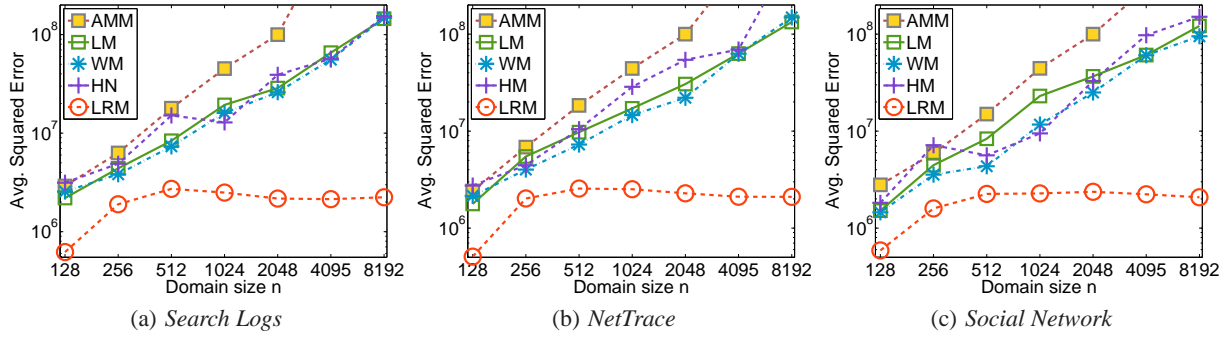 Avg. Squared Error
10^8
10^7
10^6
AMM
LM
WM
HN
LRM
128 256 512 1024 2048 4095 8192
Domain size n
(a) Search Logs
Avg. Squared Error
10^8
10^7
10^6
AMM
LM
WM
HM
LRM
128 256 512 1024 2048 4095 8192
Domain size n
(b) NetTrace
Avg. Squared Error
10^8
10^7
10^6
AMM
LM
WM
HM
LRM
128 256 512 1024 2048 4095 8192
Domain size n
(c) Social Network